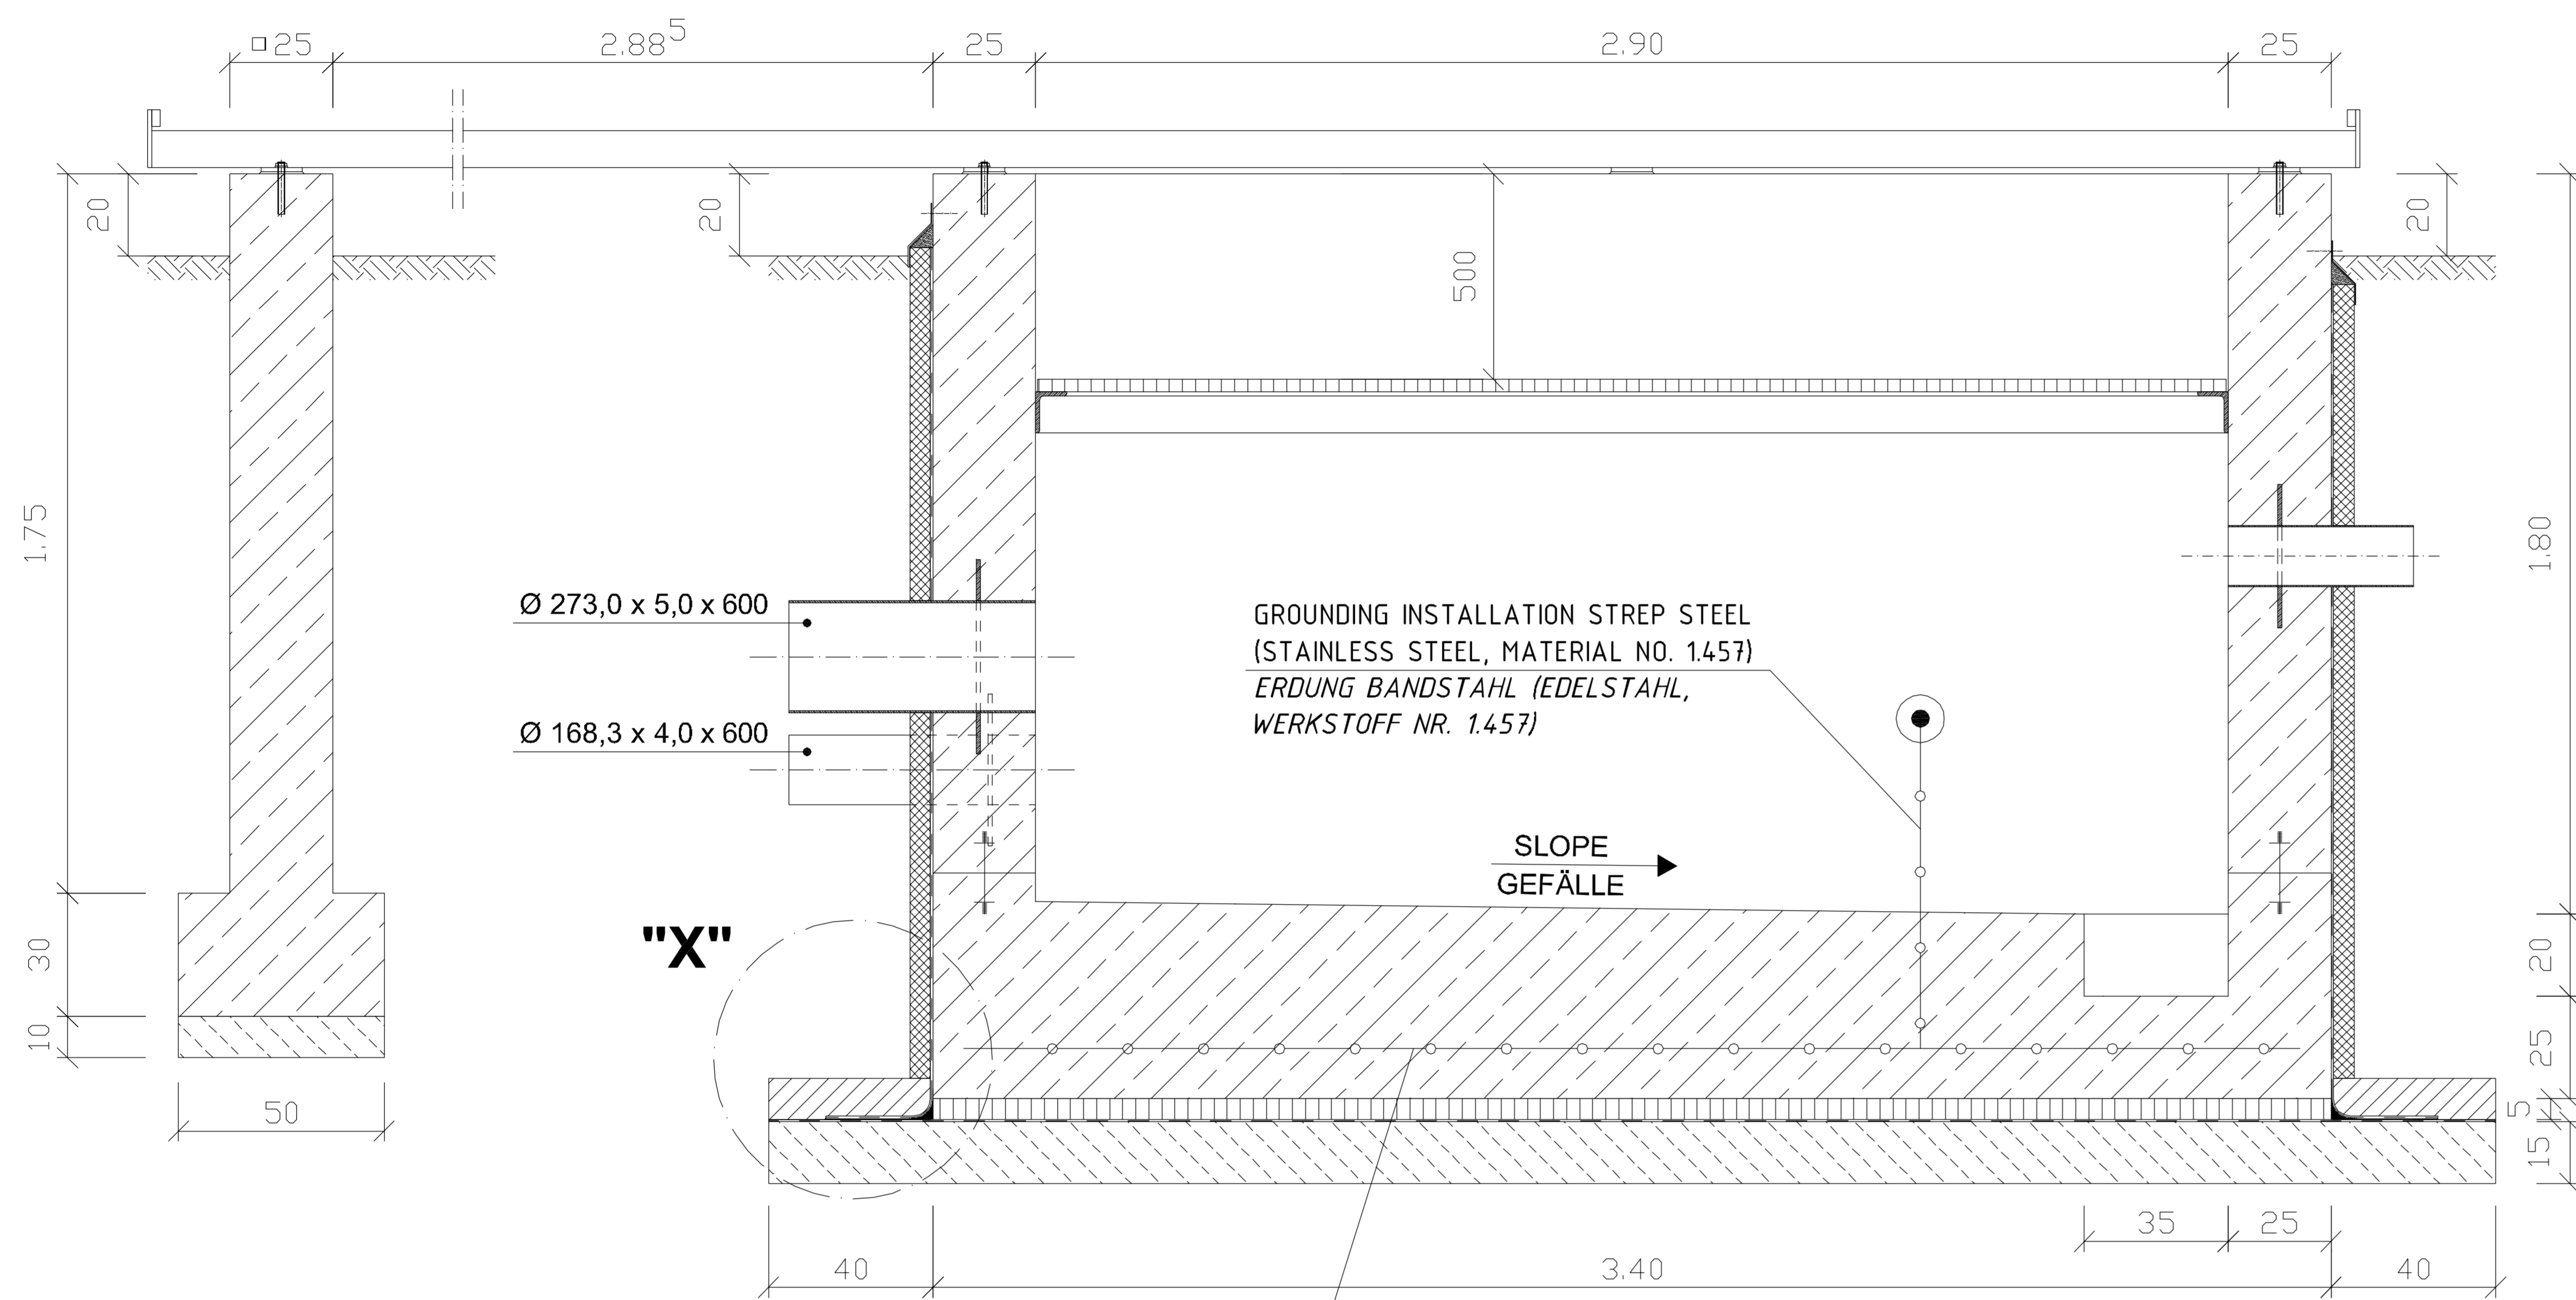 □25
2.88⁵
25
2.90
25
20
20
20
500
1.75
1.80
Ø 273,0 x 5,0 x 600
Ø 168,3 x 4,0 x 600
GROUNDING INSTALLATION STREP STEEL
(STAINLESS STEEL, MATERIAL NO. 1.457)
ERDUNG BANDSTAHL (EDELSTAHL,
WERKSTOFF NR. 1.457)
SLOPE
GEFÄLLE
"X"
30
10
20
25
5
15
50
35
25
40
3.40
40